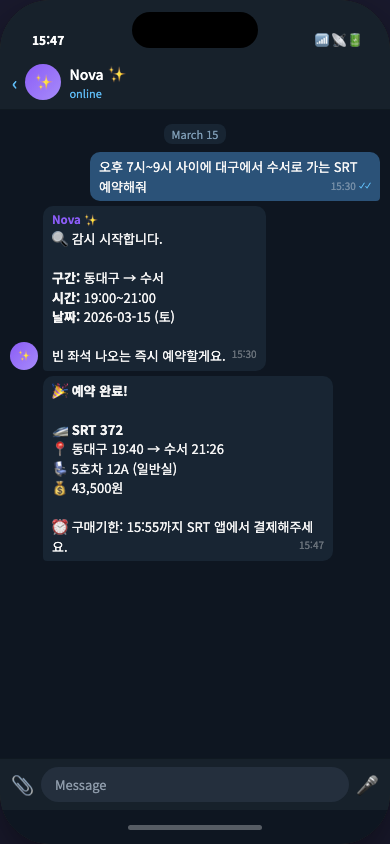 15:47
Nova ✨
online
March 15
오후 7시~9시 사이에 대구에서 수서로 가는 SRT
예약해줘
15:30 ✓✓
Nova ✨
🔍 감시 시작합니다.
구간: 동대구 → 수서
시간: 19:00~21:00
날짜: 2026-03-15 (토)
빈 좌석 나오는 즉시 예약할게요. 15:30
🎉 예약 완료!
🚄 SRT 372
📍 동대구 19:40 → 수서 21:26
💺 5호차 12A (일반실)
💰 43,500원
⏰ 구매기한: 15:55까지 SRT 앱에서 결제해주세
요.
15:47
Message